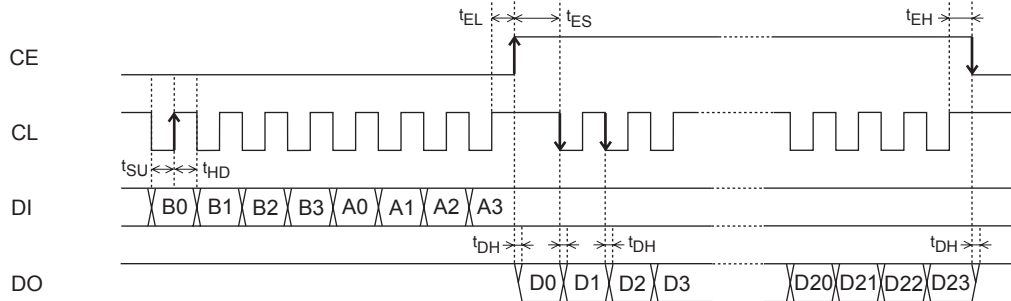 tEL tES tEH
CE
CL
tSU tHD
DI B0 B1 B2 B3 A0 A1 A2 A3
tDH tDH tDH
DO D0 D1 D2 D3 D20 D21 D22 D23